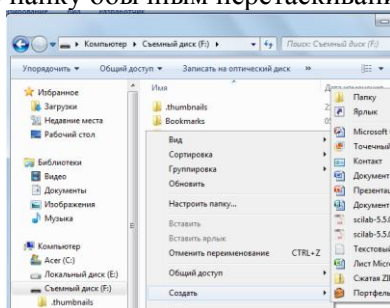 папку обычным перетаскивани
Компьютер ▸ Съемный диск (F:) ▸
Поиск: Съемный диск (F:)
Упорядочить ▾ Общий доступ ▾ Записать на оптический диск »
Избранное
Загрузки
Недавние места
Рабочий стол
Библиотеки
Видео
Документы
Изображения
Музыка
Компьютер
Acer (C:)
Локальный диск (E:)
Съемный диск (F:)
.thumbnails
Имя
.thumbnails
Bookmarks
Вид
Сортировка
Группировка
Обновить
Настроить папку...
Вставить
Вставить ярлык
Отменить переименование CTRL+Z
Общий доступ
Создать
Папку
Ярлык
Microsoft
Точечный
Контакт
Документ
Презентац
Документ
scilab-5.5.
scilab-5.5.
Текстовый
Лист Micro
Сжатая ZIP
Портфель